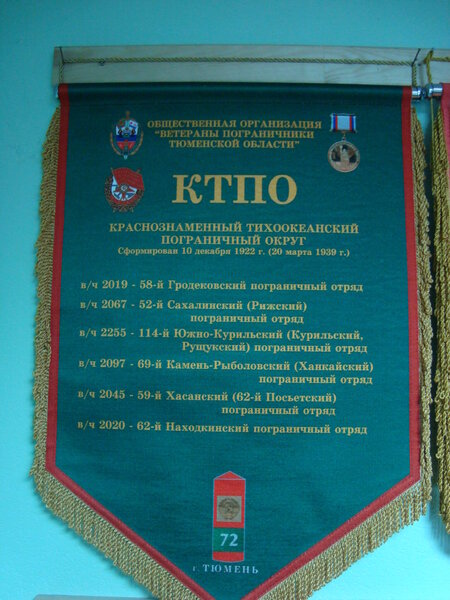 ОБЩЕСТВЕННАЯ ОРГАНИЗАЦИЯ
"ВЕТЕРАНЫ ПОГРАНИЧНИКИ
ТЮМЕНСКОЙ ОБЛАСТИ"
КТПО
КРАСНОЗНАМЕННЫЙ ТИХООКЕАНСКИЙ
ПОГРАНИЧНЫЙ ОКРУГ
Сформирован 10 декабря 1922 г. (20 марта 1939 г.)
в/ч 2019 - 58-й Гродековский пограничный отряд
в/ч 2067 - 52-й Сахалинский (Рижский)
пограничный отряд
в/ч 2255 - 114-й Южно-Курильский (Курильский,
Рущукский) пограничный отряд
в/ч 2097 - 69-й Камень-Рыболовский (Ханкайский)
пограничный отряд
в/ч 2045 - 59-й Хасанский (62-й Посьетский)
пограничный отряд
в/ч 2020 - 62-й Находкинский пограничный отряд
72
г. ТЮМЕНЬ